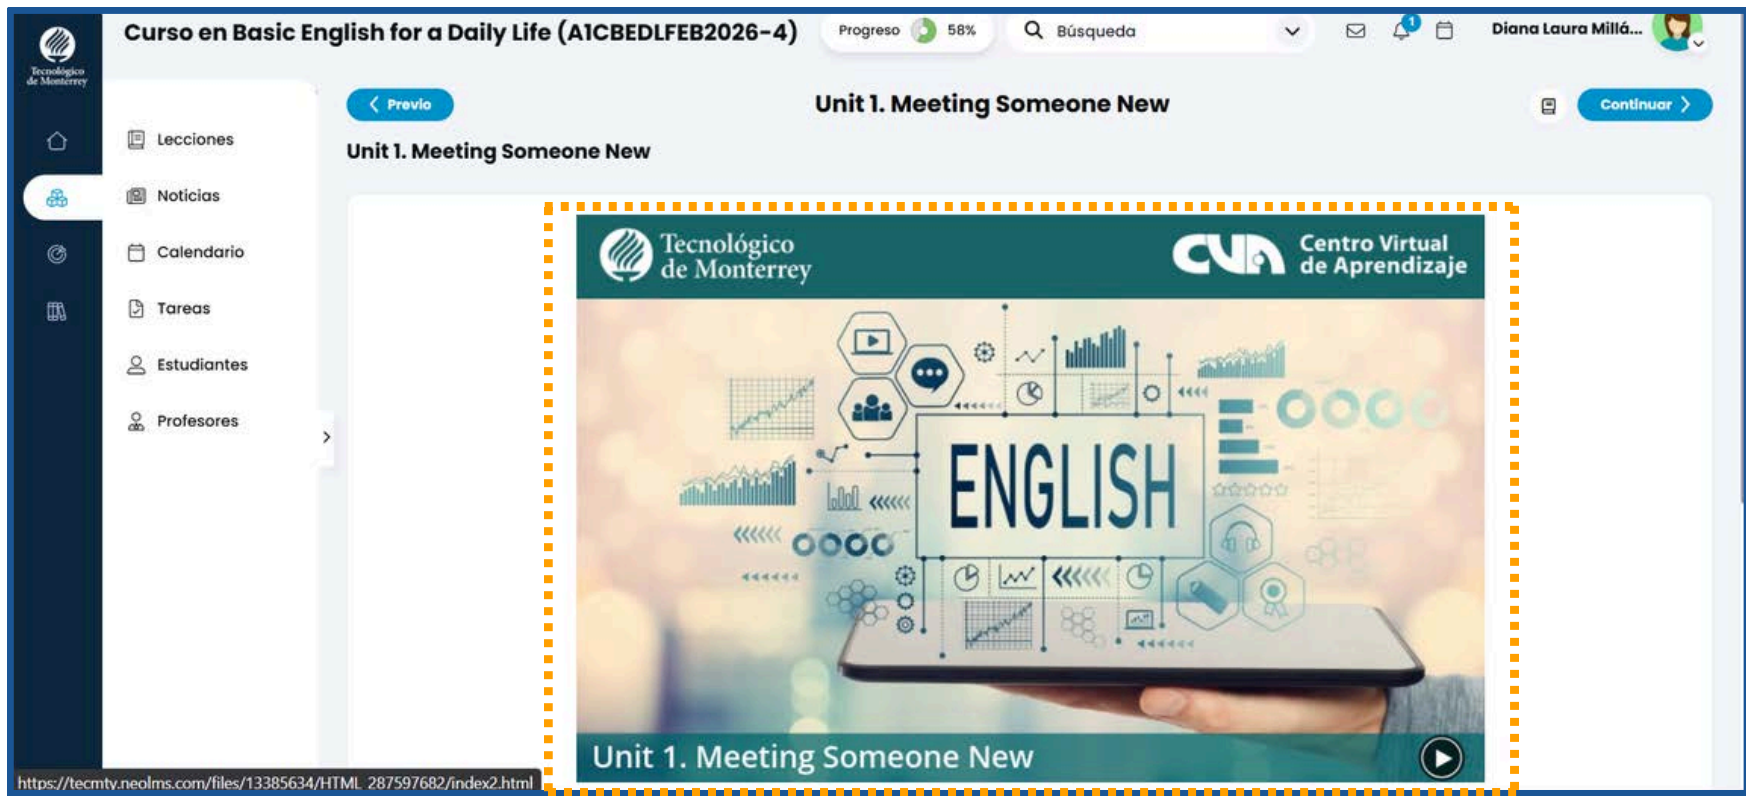 Curso en Basic English for a Daily Life (A1CBEDLFEB2026-4)
Progreso 58%
Búsqueda
1
Diana Laura Millá...
Tecnológico
de Monterrey
Previo
Unit 1. Meeting Someone New
Continuar
Lecciones
Noticias
Calendario
Tareas
Estudiantes
Profesores
Unit 1. Meeting Someone New
Tecnológico
de Monterrey
CVA
Centro Virtual
de Aprendizaje
ENGLISH
Unit 1. Meeting Someone New
https://tecmty.neolms.com/files/13385634/HTML_287597682/index2.html